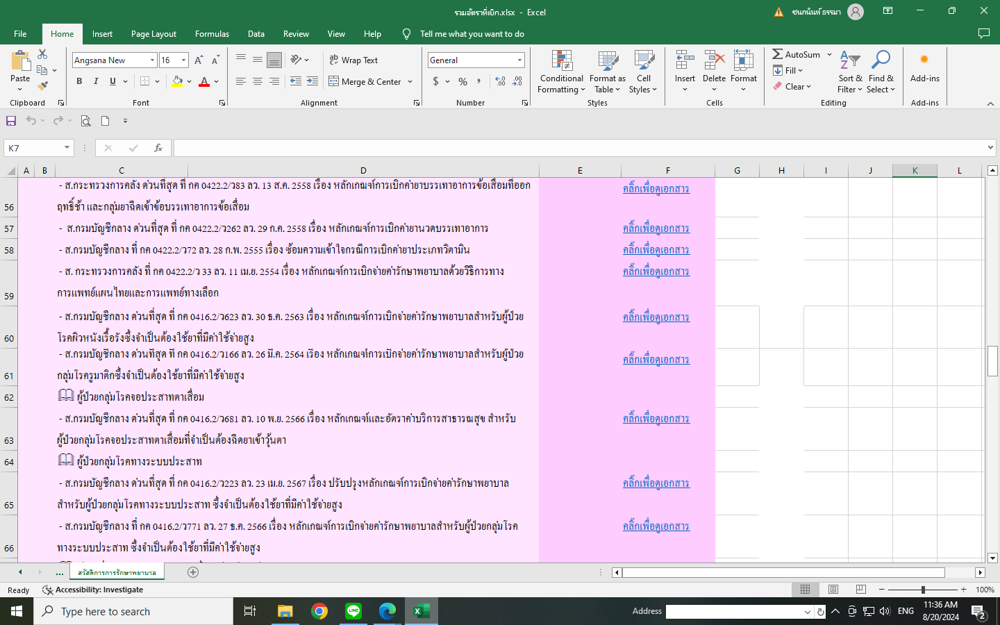 รวมอัตราที่เบิก.xlsx - Excel
ชนกนันท์ ธรรมา
File Home Insert Page Layout Formulas Data Review View Help Tell me what you want to do
Angsana New 16
Wrap Text
General
AutoSum
Paste
Merge & Center
Conditional Formatting
Format as Table
Cell Styles
Insert Delete Format
Fill
Clear
Sort & Filter
Find & Select
Add-ins
Clipboard Font Alignment Number Styles Cells Editing Add-ins
K7
A B C D E F G H I J K L
- ส.กระทรวงการคลัง ด่วนที่สุด ที่ กค 0422.2/ว83 ลว. 13 ส.ค. 2558 เรื่อง หลักเกณฑ์การเบิกค่ายาบรรเทาอาการข้อเสื่อมที่ออก คลิ๊กเพื่อดูเอกสาร
56 ฤทธิ์ช้า และกลุ่มยาฉีดเข้าข้อบรรเทาอาการข้อเสื่อม
57 - ส.กรมบัญชีกลาง ด่วนที่สุด ที่ กค 0422.2/ว262 ลว. 29 ก.ค. 2558 เรื่อง หลักเกณฑ์การเบิกค่ายานวดบรรเทาอาการ คลิ๊กเพื่อดูเอกสาร
58 - ส.กรมบัญชีกลาง ที่ กค 0422.2/ว72 ลว. 28 ก.พ. 2555 เรื่อง ซ้อมความเข้าใจกรณีการเบิกค่ายาประเภทวิตามิน คลิ๊กเพื่อดูเอกสาร
- ส. กระทรวงการคลัง ที่ กค 0422.2/ว 33 ลว. 11 เม.ย. 2554 เรื่อง หลักเกณฑ์การเบิกจ่ายค่ารักษาพยาบาลด้วยวิธีการทาง คลิ๊กเพื่อดูเอกสาร
59 การแพทย์แผนไทยและการแพทย์ทางเลือก
- ส.กรมบัญชีกลาง ด่วนที่สุด ที่ กค 0416.2/ว623 ลว. 30 ธ.ค. 2563 เรื่อง หลักเกณฑ์การเบิกจ่ายค่ารักษาพยาบาลสำหรับผู้ป่วย คลิ๊กเพื่อดูเอกสาร
60 โรคผิวหนังเรื้อรังซึ้งจำเป็นต้องใช้ยาที่มีค่าใช้จ่ายสูง
- ส.กรมบัญชีกลาง ด่วนที่สุด ที่ กค 0416.2/ว166 ลว. 26 มี.ค. 2564 เรื่อง หลักเกณฑ์การเบิกจ่ายค่ารักษาพยาบาลสำหรับผู้ป่วย คลิ๊กเพื่อดูเอกสาร
61 กลุ่มโรครูมาติกซึ้งจำเป็นต้องใช้ยาที่มีค่าใช้จ่ายสูง
62 ผู้ป่วยกลุ่มโรคจอประสาทตาเสื่อม
- ส.กรมบัญชีกลาง ด่วนที่สุด ที่ กค 0416.2/ว681 ลว. 10 พ.ย. 2566 เรื่อง หลักเกณฑ์และอัตราค่าบริการสาธารณสุข สำหรับ คลิ๊กเพื่อดูเอกสาร
63 ผู้ป่วยกลุ่มโรคจอประสาทตาเสื่อมที่จำเป็นต้องฉีดยาเข้าวุ้นตา
64 ผู้ป่วยกลุ่มโรคทางระบบประสาท
- ส.กรมบัญชีกลาง ด่วนที่สุด ที่ กค 0416.2/ว223 ลว. 23 เม.ย. 2567 เรื่อง ปรับปรุงหลักเกณฑ์การเบิกจ่ายค่ารักษาพยาบาล คลิ๊กเพื่อดูเอกสาร
65 สำหรับผู้ป่วยกลุ่มโรคทางระบบประสาท ซึ้งจำเป็นต้องใช้ยาที่มีค่าใช้จ่ายสูง
- ส.กรมบัญชีกลาง ที่ กค 0416.2/ว771 ลว. 27 ธ.ค. 2566 เรื่อง หลักเกณฑ์การเบิกจ่ายค่ารักษาพยาบาลสำหรับผู้ป่วยกลุ่มโรค คลิ๊กเพื่อดูเอกสาร
66 ทางระบบประสาท ซึ้งจำเป็นต้องใช้ยาที่มีค่าใช้จ่ายสูง
... สวัสดิการการรักษาพยาบาล
Ready Accessibility: Investigate 100%
Type here to search Address ENG 11:36 AM
8/20/2024 2